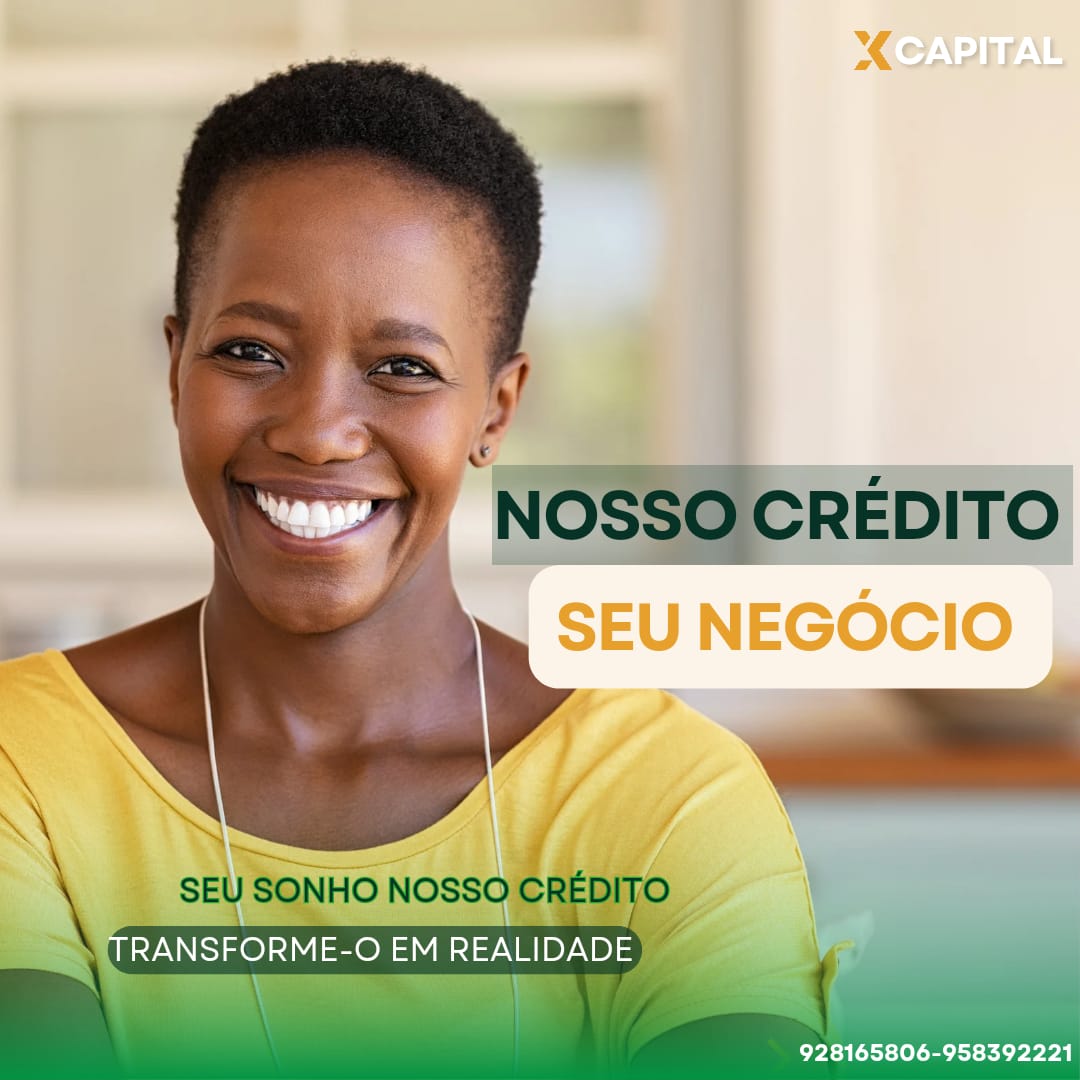 XCAPITAL
NOSSO CRÉDITO
SEU NEGÓCIO
SEU SONHO NOSSO CRÉDITO
TRANSFORME-O EM REALIDADE
928165806-958392221